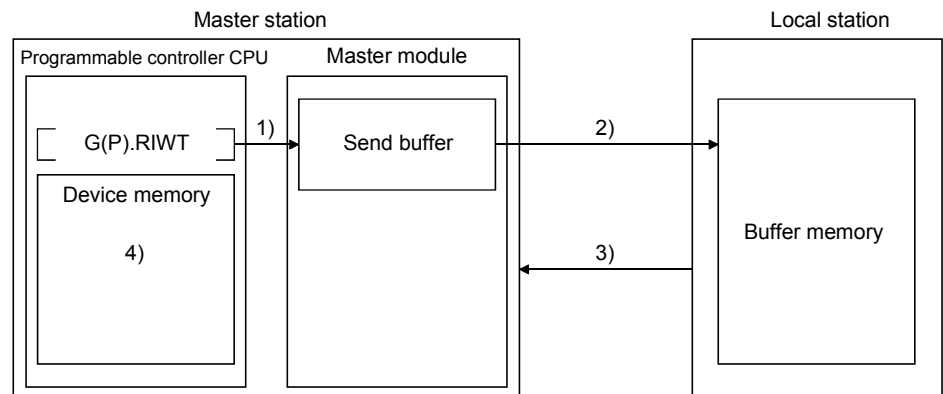 Master station
Local station
Programmable controller CPU
Master module
G(P).RIWT
1)
Send buffer
2)
Device memory
4)
3)
Buffer memory